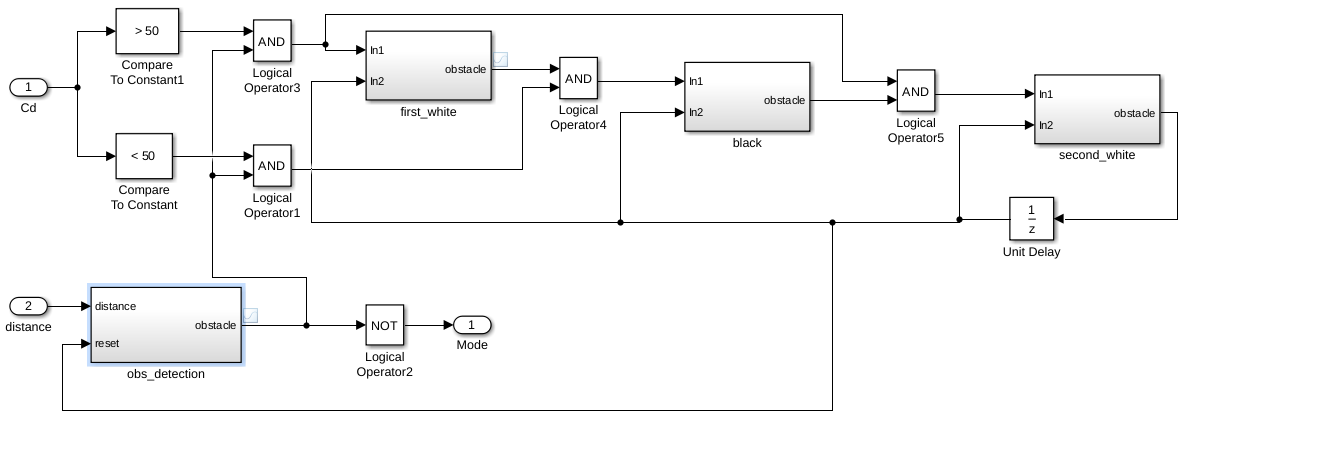 > 50
Compare
To Constant1
1
Cd
< 50
Compare
To Constant
AND
Logical
Operator3
AND
Logical
Operator1
In1
In2
obstacle
first_white
AND
Logical
Operator4
In1
In2
obstacle
black
AND
Logical
Operator5
In1
In2
obstacle
second_white
1
z
Unit Delay
2
distance
distance
reset
obstacle
obs_detection
NOT
Logical
Operator2
1
Mode